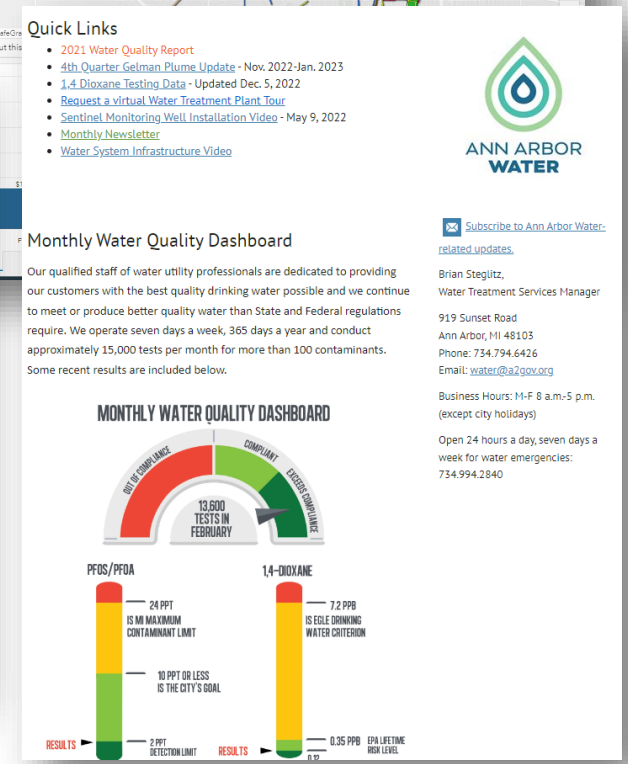 Quick Links
2021 Water Quality Report
4th Quarter Gelman Plume Update - Nov. 2022-Jan. 2023
1,4 Dioxane Testing Data - Updated Dec. 5, 2022
Request a virtual Water Treatment Plant Tour
Sentinel Monitoring Well Installation Video - May 9, 2022
Monthly Newsletter
Water System Infrastructure Video
ANN ARBOR
WATER
Subscribe to Ann Arbor Water-
related updates.
Brian Steglitz,
Water Treatment Services Manager
919 Sunset Road
Ann Arbor, MI 48103
Phone: 734.794.6426
Email: water@a2gov.org
Business Hours: M-F 8 a.m.-5 p.m.
(except city holidays)
Open 24 hours a day, seven days a
week for water emergencies:
734.994.2840
Monthly Water Quality Dashboard
Our qualified staff of water utility professionals are dedicated to providing
our customers with the best quality drinking water possible and we continue
to meet or produce better quality water than State and Federal regulations
require. We operate seven days a week, 365 days a year and conduct
approximately 15,000 tests per month for more than 100 contaminants.
Some recent results are included below.
MONTHLY WATER QUALITY DASHBOARD
OUT OF COMPLIANCE
COMPLIANT
EXCEEDS COMPLIANCE
13,600
TESTS IN
FEBRUARY
PFOS/PFOA
24 PPT
IS MI MAXIMUM
CONTAMINANT LIMIT
10 PPT OR LESS
IS THE CITY'S GOAL
RESULTS
2 PPT
DETECTION LIMIT
1,4-DIOXANE
7.2 PPB
IS EGLE DRINKING
WATER CRITERION
RESULTS
0.35 PPB EPA LIFETIME
RISK LEVEL